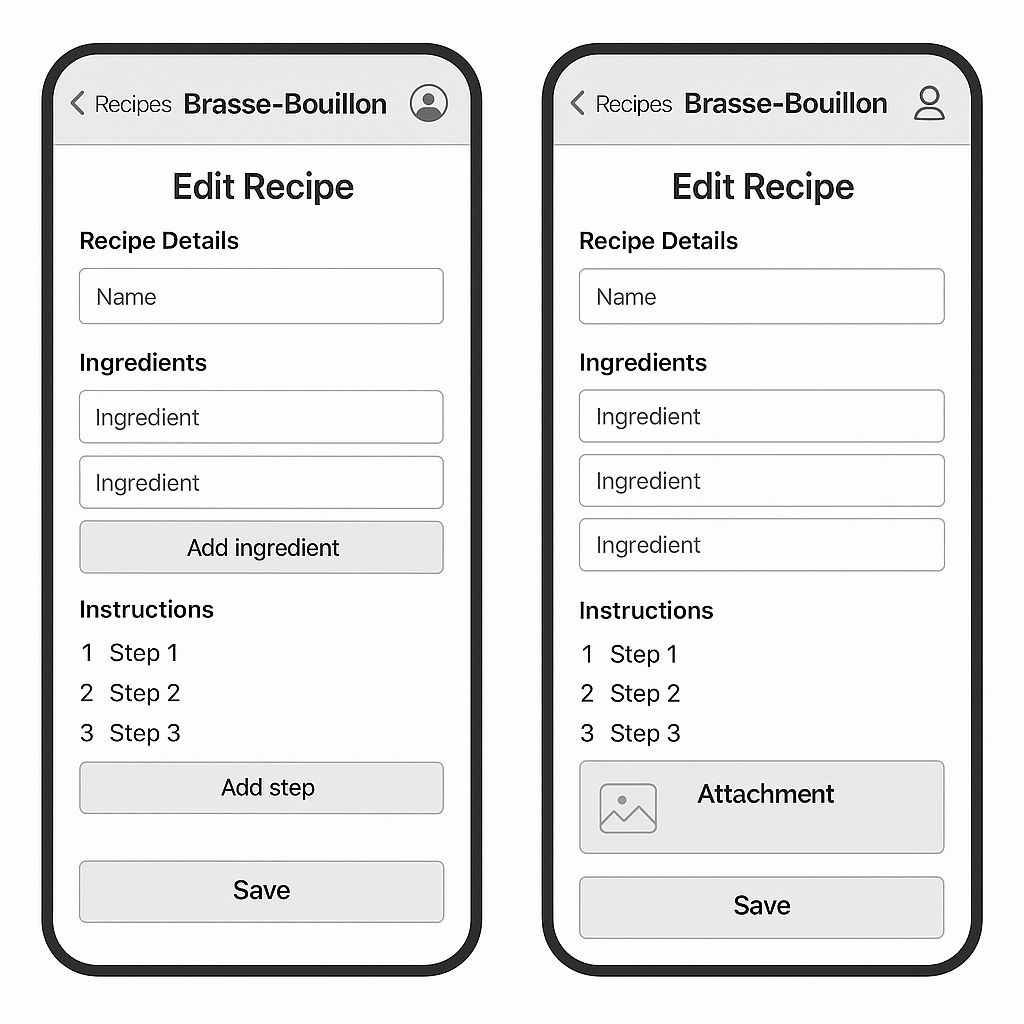 Recipes Brasse-Bouillon
Edit Recipe
Recipe Details
Name
Ingredients
Ingredient
Ingredient
Add ingredient
Instructions
1 Step 1
2 Step 2
3 Step 3
Add step
Save
Recipes Brasse-Bouillon
Edit Recipe
Recipe Details
Name
Ingredients
Ingredient
Ingredient
Ingredient
Instructions
1 Step 1
2 Step 2
3 Step 3
Attachment
Save